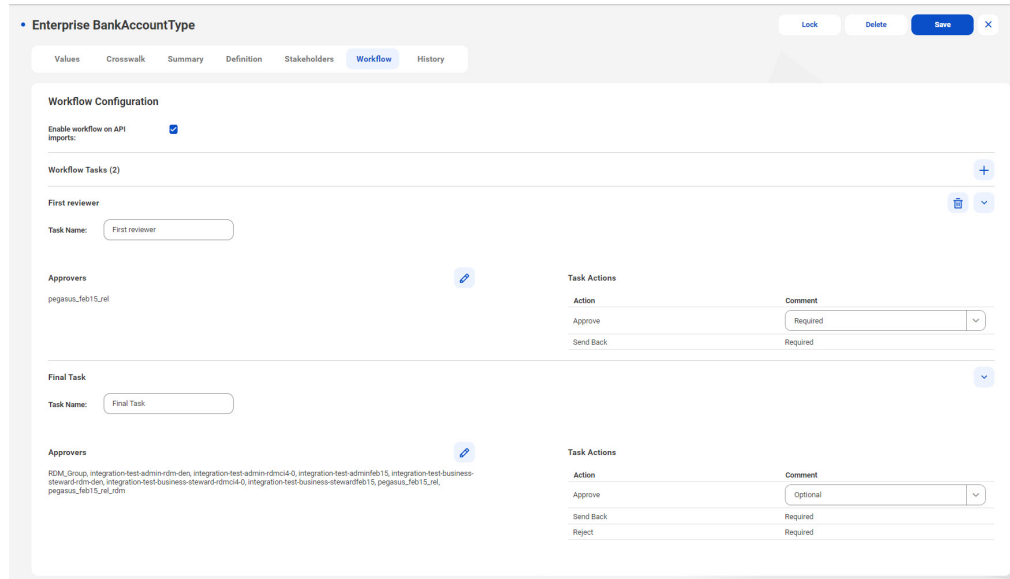 Enterprise BankAccountType
Lock
Delete
Save
Values
Crosswalk
Summary
Definition
Stakeholders
Workflow
History
Workflow Configuration
Enable workflow on API
imports:
Workflow Tasks (2)
First reviewer
Task Name:
First reviewer
Approvers
pegasus_feb15_rel
Task Actions
Action
Comment
Approve
Required
Send Back
Required
Final Task
Task Name:
Final Task
Approvers
RDM_Group, integration-test-admin-rdm-den, integration-test-admin-rdmci4-0, integration-test-adminfeb15, integration-test-business-
steward-rdm-den, integration-test-business-steward-rdmci4-0, integration-test-business-stewardfeb15, pegasus_feb15_rel,
pegasus_feb15_rel_rdm
Task Actions
Action
Comment
Approve
Optional
Send Back
Required
Reject
Required